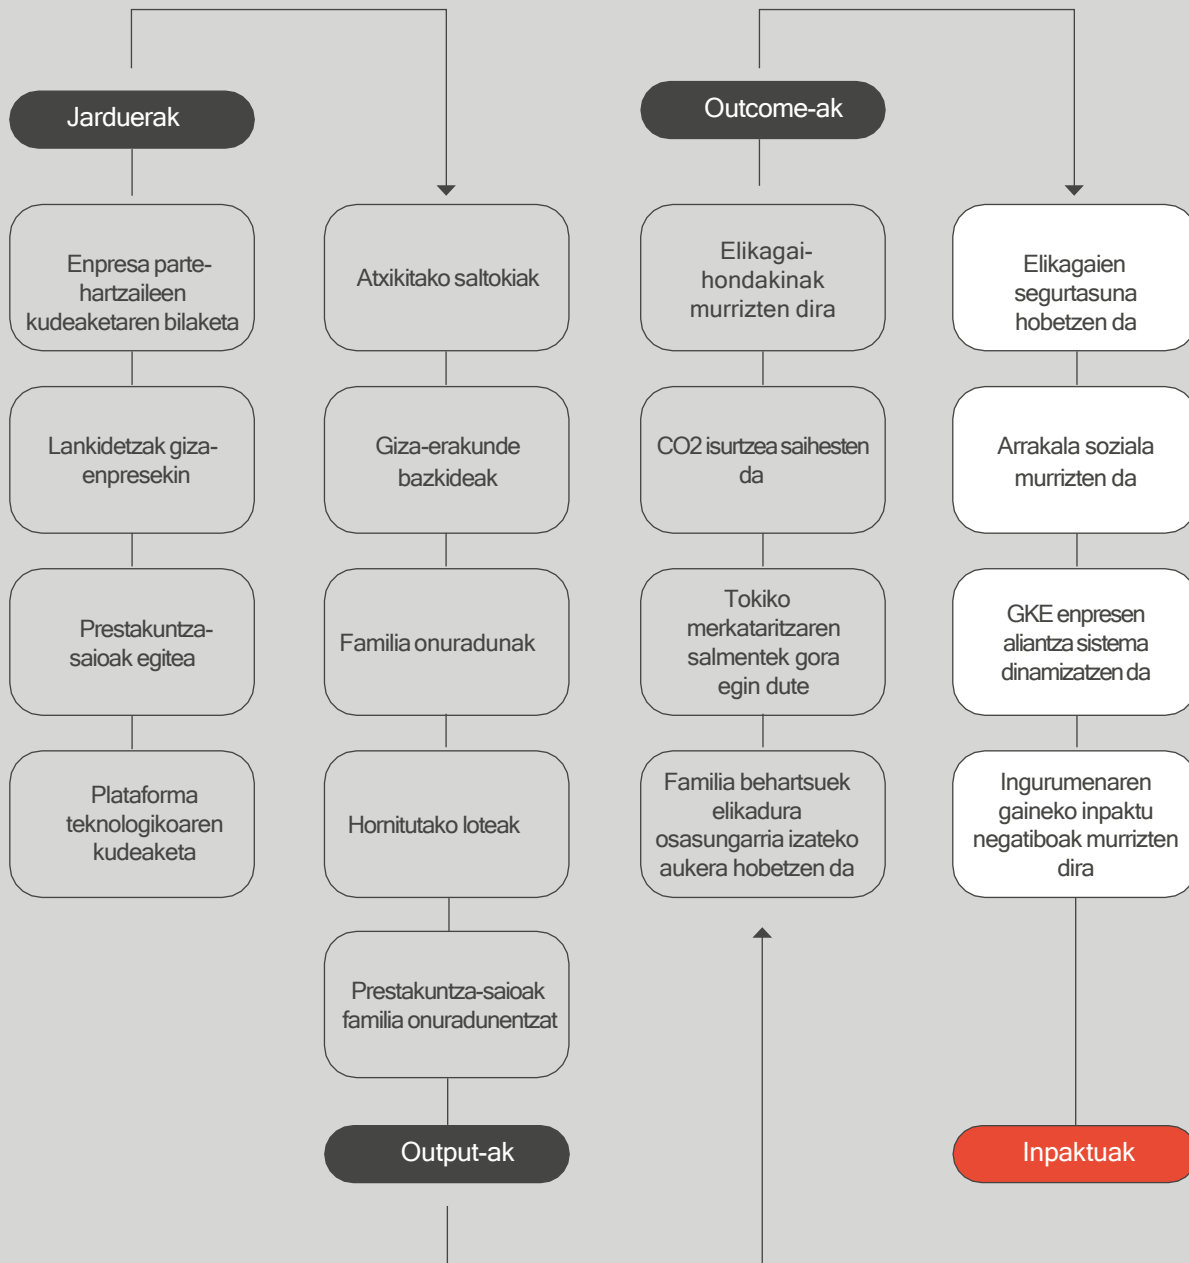 Jarduerak
Enpresa parte-
hartzaileen
kudeaketaren bilaketa
Lankidetzak giza-
enpresekin
Prestakuntza-
saioak egitea
Plataforma
teknologikoaren
kudeaketa
Atxikitako saltokiak
Giza-erakunde
bazkideak
Familia onuradunak
Hornitutako loteak
Prestakuntza-saioak
familia onuradunentzat
Output-ak
Outcome-ak
Elikagai-
hondakinak
murrizten dira
CO2 isurtzea saihesten
da
Tokiko
merkataritzaren
salmentek gora
egin dute
Familia behartsuek
elikadura
osasungarria izateko
aukera hobetzen da
Elikagaien
segurtasuna
hobetzen da
Arrakala soziala
murrizten da
GKE enpresen
aliantza sistema
dinamizatzen da
Ingurumenaren
gaineko inpaktu
negatiboak murrizten
dira
Inpaktuak